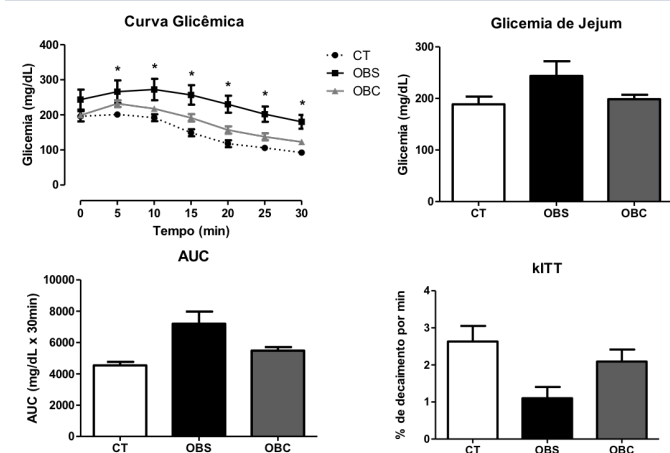 Curva Glicêmica
Glicemia (mg/dL)
400
300
200
100
0
* * * * * *
0 5 10 15 20 25 30
Tempo (min)
CT
OBS
OBC
Glicemia de Jejum
Glicemia (mg/dL)
300
200
100
0
CT OBS OBC
AUC
AUC (mg/dL x 30min)
10000
8000
6000
4000
2000
0
CT OBS OBC
kITT
% de decaimento por min
4
3
2
1
0
CT OBS OBC